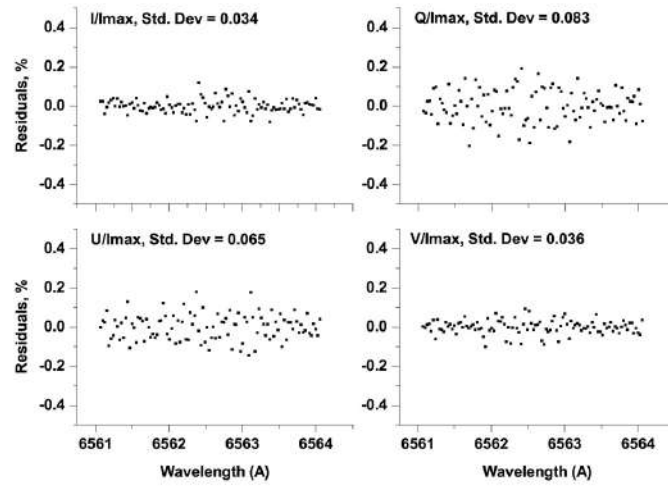 I/Imax, Std. Dev = 0.034
Q/Imax, Std. Dev = 0.083
Residuals, %
0.4
0.2
0.0
-0.2
-0.4
0.4
0.2
0.0
-0.2
-0.4
U/Imax, Std. Dev = 0.065
V/Imax, Std. Dev = 0.036
Residuals, %
0.4
0.2
0.0
-0.2
-0.4
0.4
0.2
0.0
-0.2
-0.4
6561 6562 6563 6564
6561 6562 6563 6564
Wavelength (A)
Wavelength (A)